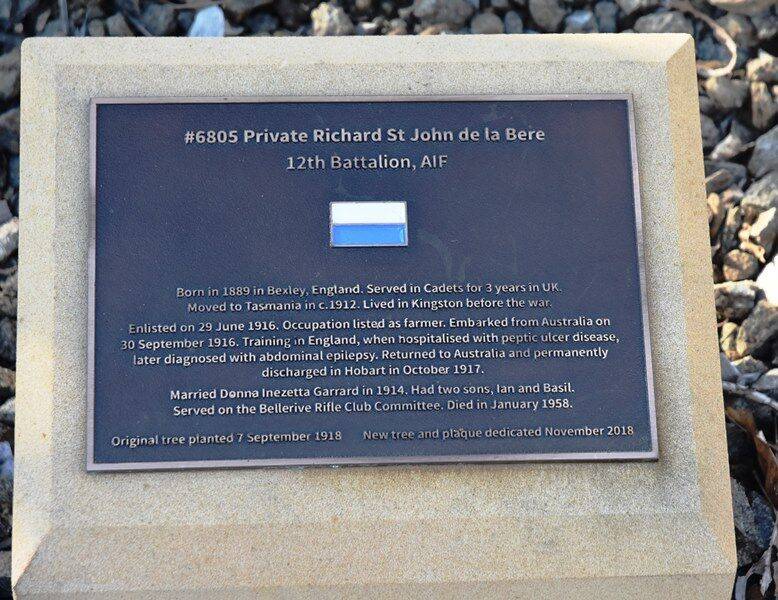 #6805 Private Richard St John de la Bere
12th Battalion, AIF
Born in 1889 in Bexley, England. Served in Cadets for 3 years in UK.
Moved to Tasmania in c.1912. Lived in Kingston before the war.
Enlisted on 29 June 1916. Occupation listed as farmer. Embarked from Australia on
30 September 1916. Training in England, when hospitalised with peptic ulcer disease,
later diagnosed with abdominal epilepsy. Returned to Australia and permanently
discharged in Hobart in October 1917.
Married Donna Inezetta Garrard in 1914. Had two sons, Ian and Basil.
Served on the Bellerive Rifle Club Committee. Died in January 1958.
Original tree planted 7 September 1918 New tree and plaque dedicated November 2018